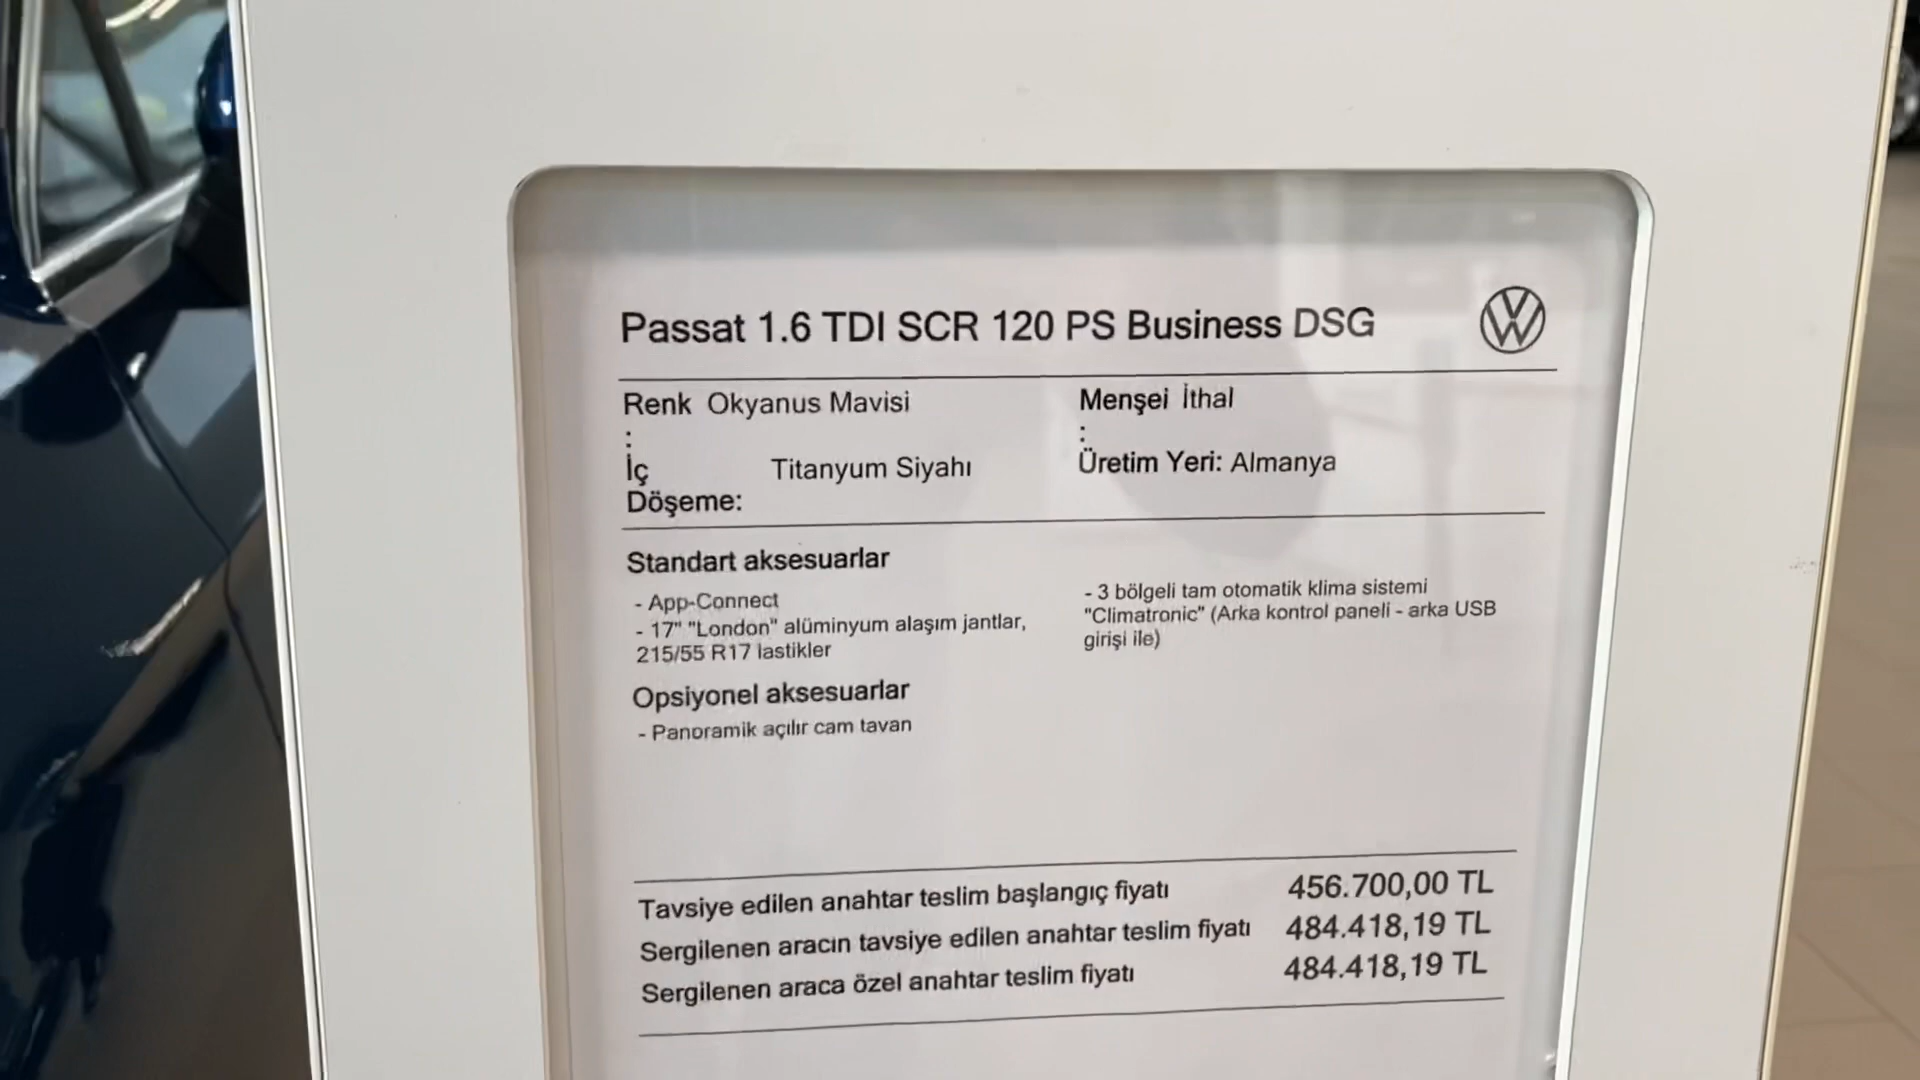 Passat 1.6 TDI SCR 120 PS Business DSG
Renk Okyanus Mavisi
:
İç Titanyum Siyahı
Döşeme:
Menşei İthal
:
Üretim Yeri: Almanya
Standart aksesuarlar
- App-Connect
- 17" "London" alüminyum alaşım jantlar,
215/55 R17 lastikler
- 3 bölgeli tam otomatik klima sistemi
"Climatronic" (Arka kontrol paneli - arka USB
girişi ile)
Opsiyonel aksesuarlar
- Panoramik açılır cam tavan
Tavsiye edilen anahtar teslim başlangıç fiyatı 456.700,00 TL
Sergilenen aracın tavsiye edilen anahtar teslim fiyatı 484.418,19 TL
Sergilenen araca özel anahtar teslim fiyatı 484.418,19 TL